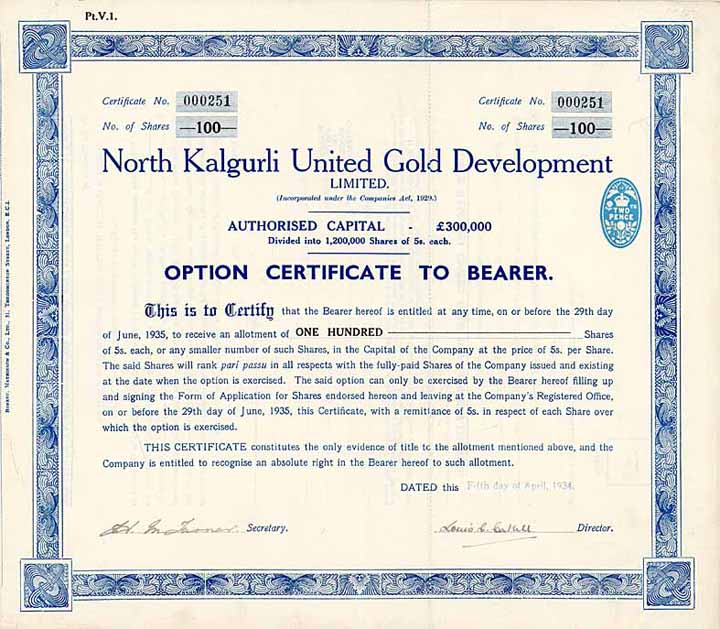 Pt.V.1.
Certificate No. 000251 Certificate No. 000251
No. of Shares —100— No. of Shares —100—
North Kalgurli United Gold Development
LIMITED.
(Incorporated under the Companies Act, 1929.)
AUTHORISED CAPITAL - £300,000
Divided into 1,200,000 Shares of 5s. each.
TWO
PENCE
OPTION CERTIFICATE TO BEARER.
This is to Certify that the Bearer hereof is entitled at any time, on or before the 29th day
of June, 1935, to receive an allotment of ONE HUNDRED Shares
of 5s. each, or any smaller number of such Shares, in the Capital of the Company at the price of 5s. per Share.
The said Shares will rank pari passu in all respects with the fully-paid Shares of the Company issued and existing
at the date when the option is exercised. The said option can only be exercised by the Bearer hereof filling up
and signing the Form of Application for Shares endorsed hereon and leaving at the Company's Registered Office,
on or before the 29th day of June, 1935, this Certificate, with a remittance of 5s. in respect of each Share over
which the option is exercised.
THIS CERTIFICATE constitutes the only evidence of title to the allotment mentioned above, and the
Company is entitled to recognise an absolute right in the Bearer hereof to such allotment.
DATED this Fifth day of April, 1934.
Secretary. Louis Director.
& Co., Ltd., 31, Throgmorton Street, London, E.C.2.